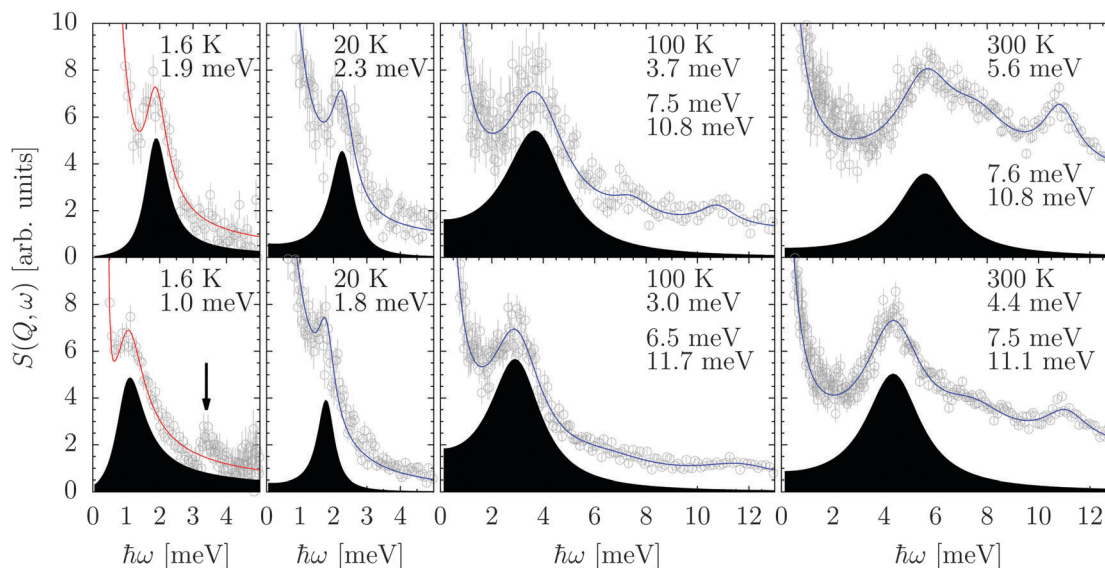 S(Q, ω) [arb. units]
10
8
6
4
2
0
1.6 K
1.9 meV
20 K
2.3 meV
100 K
3.7 meV
7.5 meV
10.8 meV
300 K
5.6 meV
7.6 meV
10.8 meV
8
6
4
2
0
1.6 K
1.0 meV
20 K
1.8 meV
100 K
3.0 meV
6.5 meV
11.7 meV
300 K
4.4 meV
7.5 meV
11.1 meV
0 1 2 3 4
0 1 2 3 4
0 2 4 6 8 10 12
0 2 4 6 8 10 12
ħω [meV]
ħω [meV]
ħω [meV]
ħω [meV]